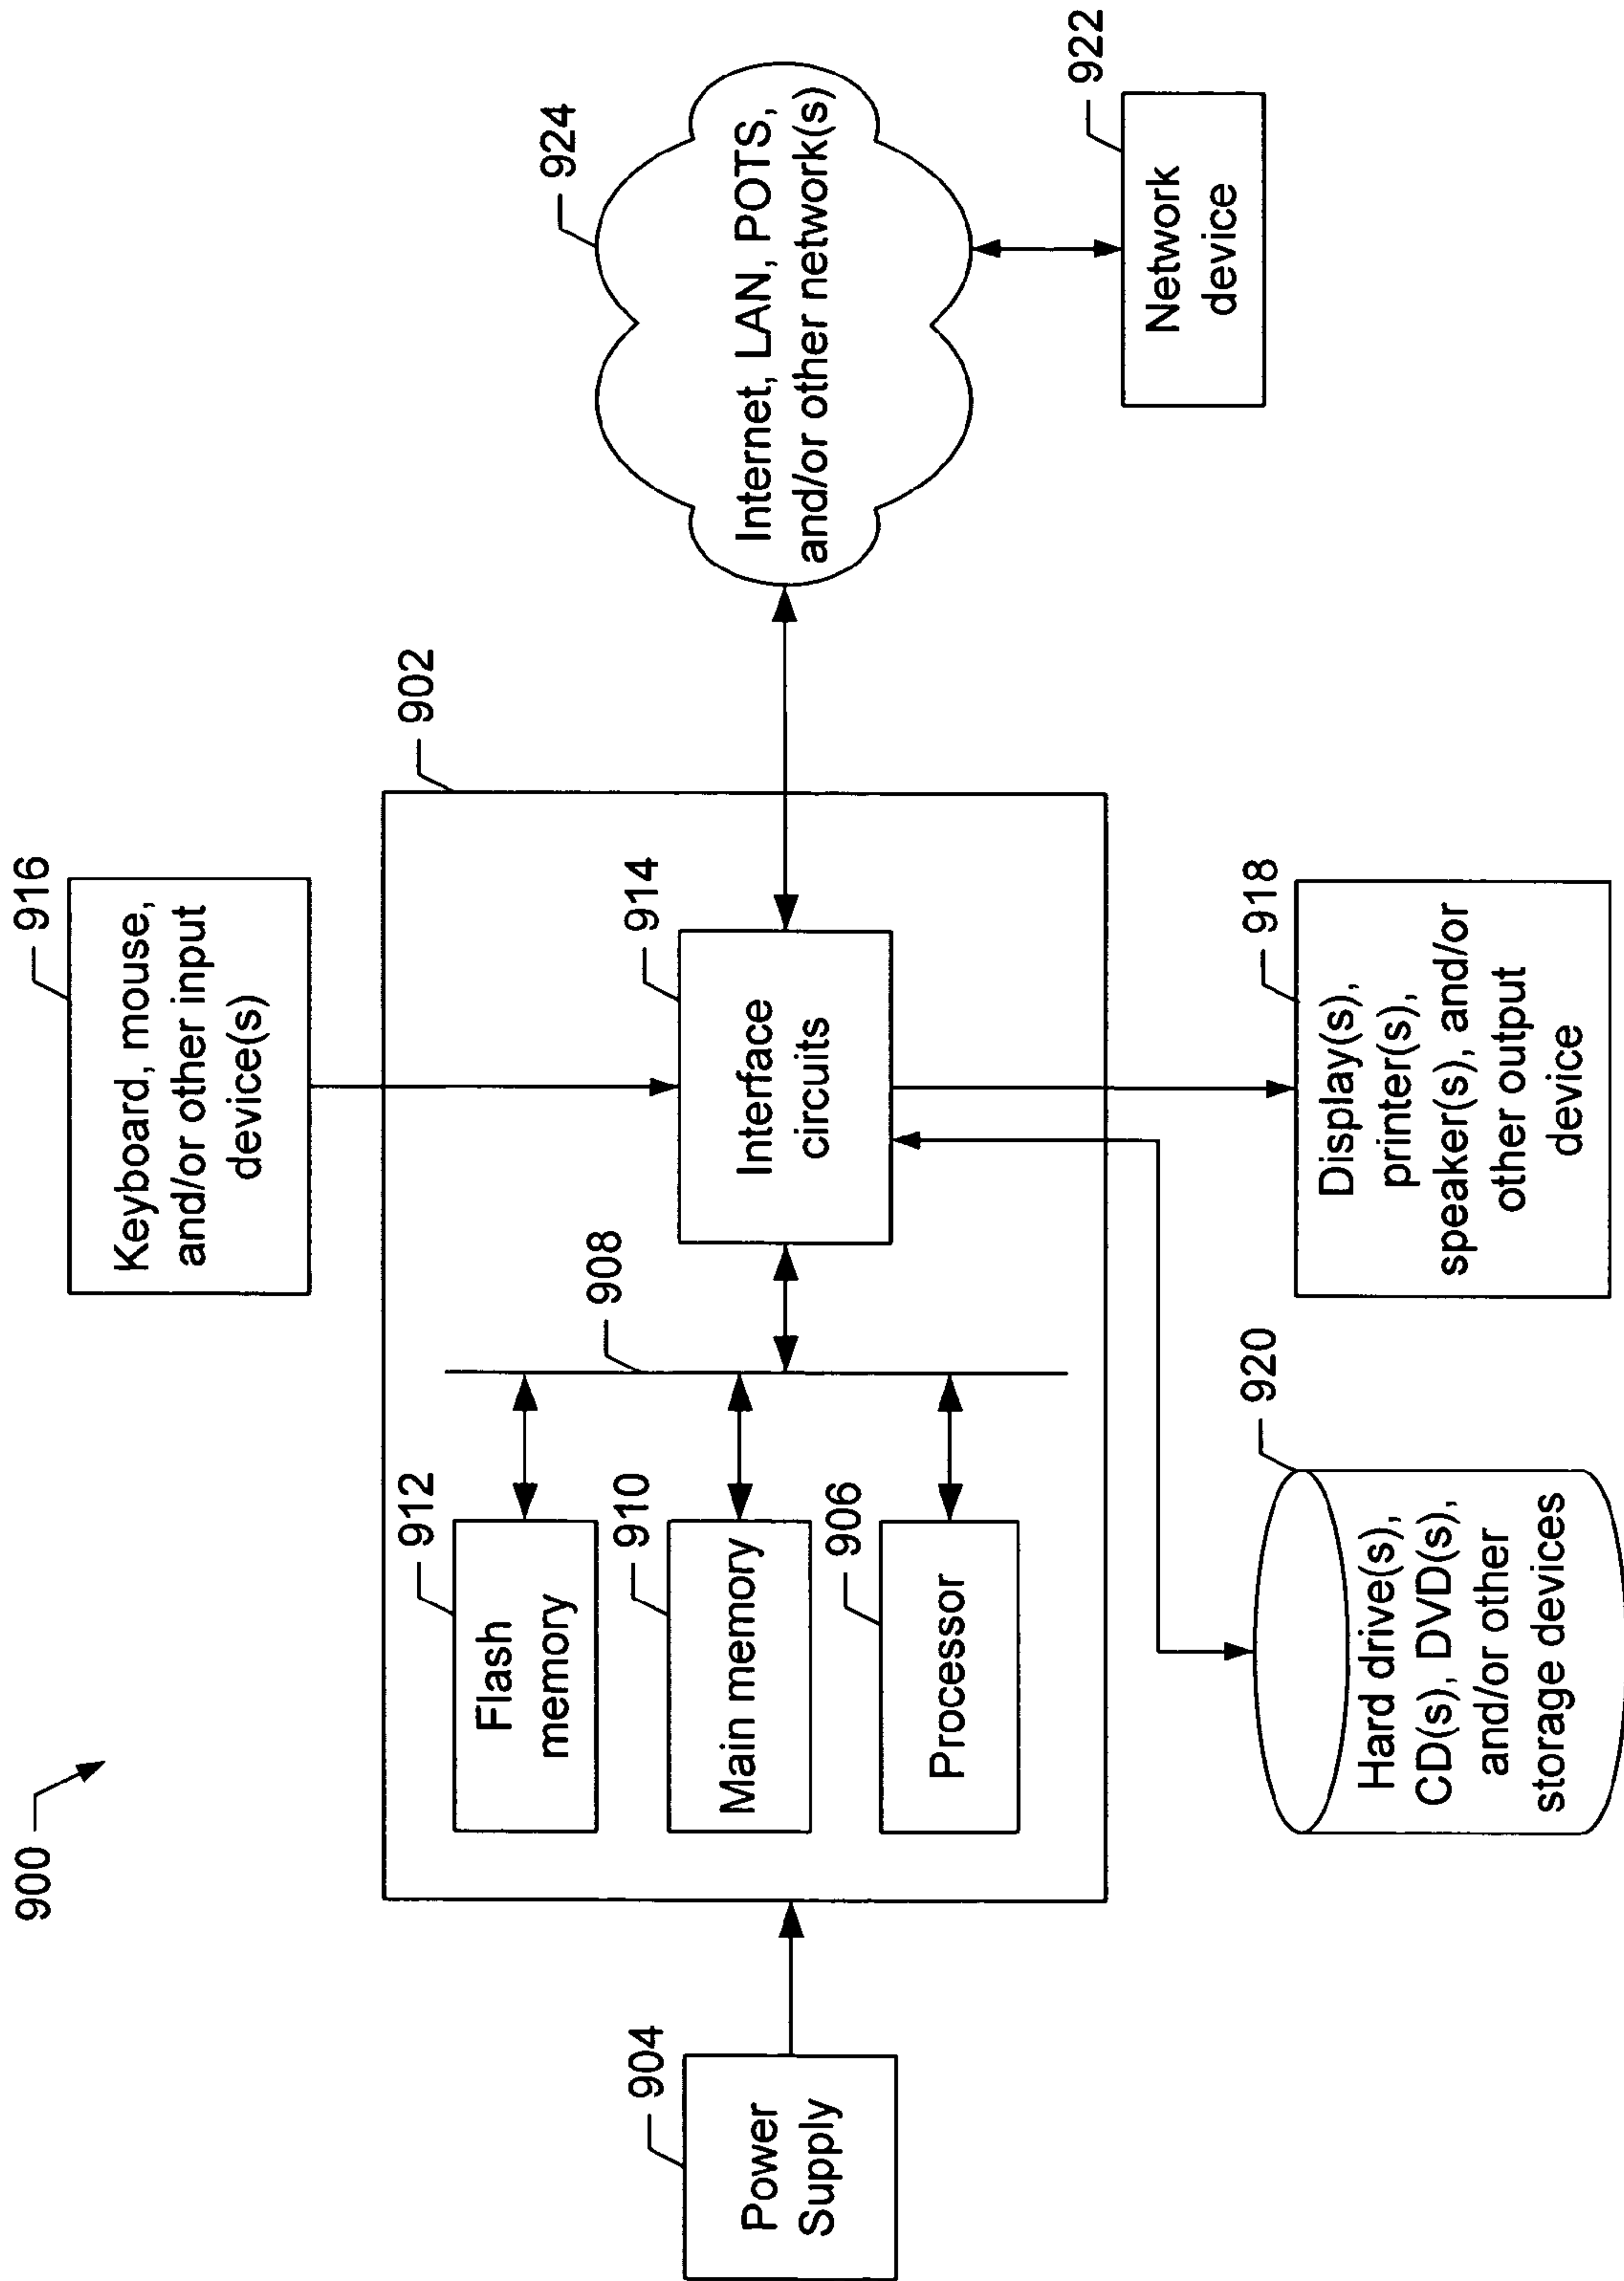 900
916
Keyboard, mouse,
and/or other input
device(s)
902
924
Internet, LAN, POTS,
and/or other network(s)
922
Network
device
904
Power
Supply
912
Flash
memory
910
Main memory
906
Processor
908
914
Interface
circuits
920
Hard drive(s),
CD(s), DVD(s),
and/or other
storage devices
918
Display(s),
printer(s),
speaker(s), and/or
other output
device